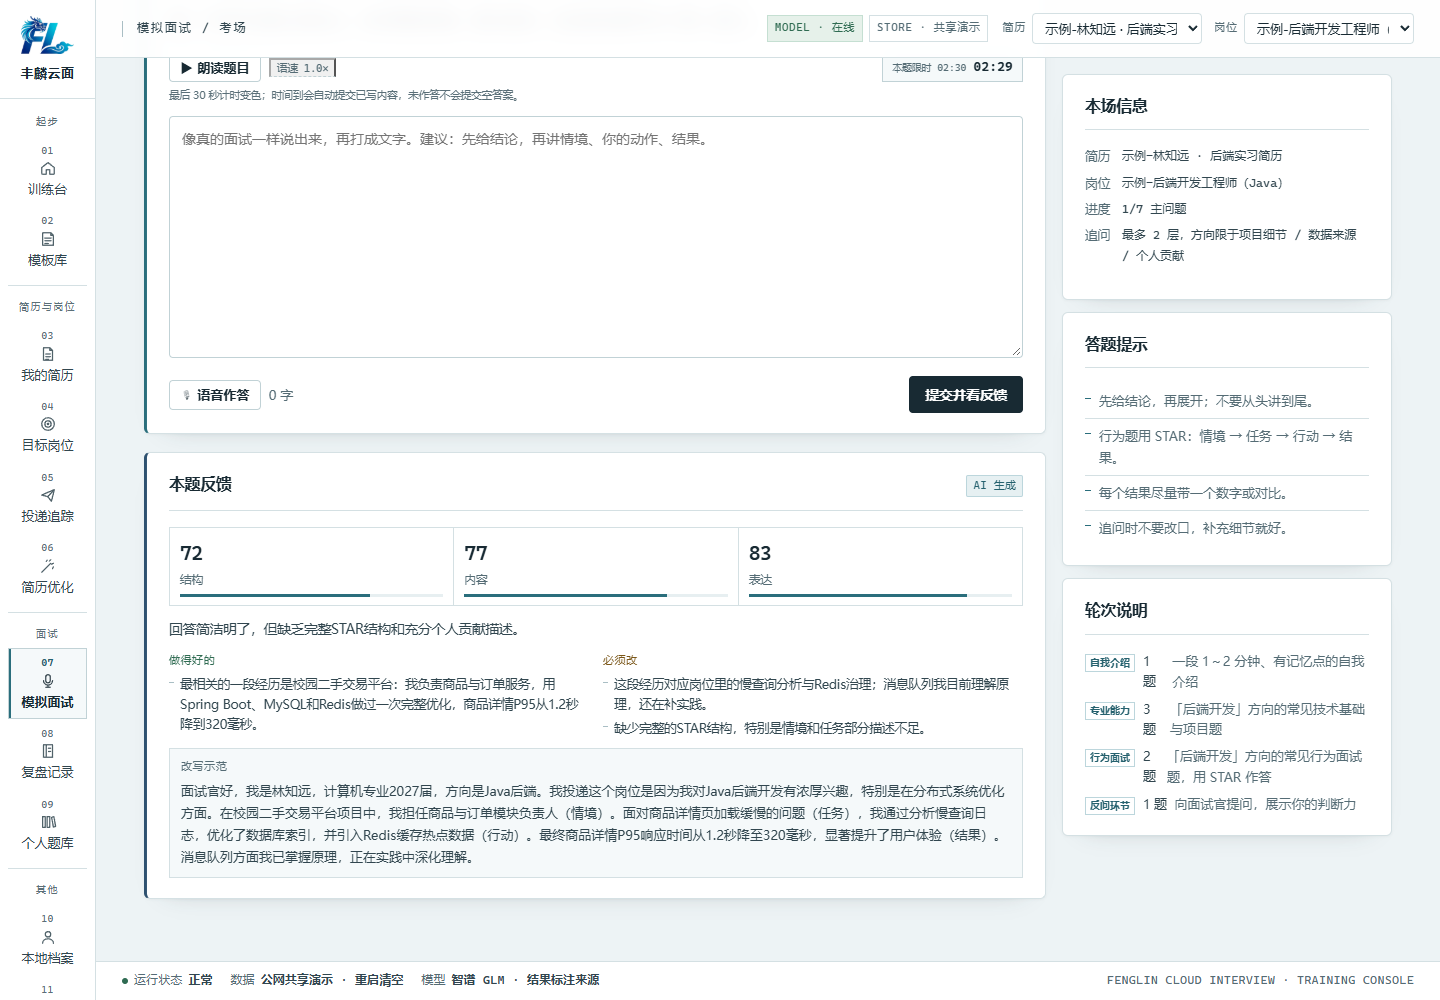 FL
丰麟云面
起步
01
训练台
02
模板库
简历与岗位
03
我的简历
04
目标岗位
05
投递追踪
06
简历优化
面试
07
模拟面试
08
复盘记录
09
个人题库
其他
10
本地档案
11
模拟面试 / 考场
MODEL · 在线
STORE · 共享演示
简历
示例-林知远 · 后端实习
岗位
示例-后端开发工程师（
▶ 朗读题目
语速 1.0×
本题限时 02:30 02:29
最后 30 秒计时变色；时间到会自动提交已写内容，未作答不会提交空答案。
像真的面试一样说出来，再打成文字。建议：先给结论，再讲情境、你的动作、结果。
语音作答
0 字
提交并看反馈
本题反馈
AI 生成
72
结构
77
内容
83
表达
回答简洁明了，但缺乏完整STAR结构和充分个人贡献描述。
做得好的
– 最相关的一段经历是校园二手交易平台：我负责商品与订单服务，用
Spring Boot、MySQL和Redis做过一次完整优化，商品详情P95从1.2秒
降到320毫秒。
必须改
– 这段经历对应岗位里的慢查询分析与Redis治理；消息队列我目前理解原
理，还在补实践。
– 缺少完整的STAR结构，特别是情境和任务部分描述不足。
改写示范
面试官好，我是林知远，计算机专业2027届，方向是Java后端。我投递这个岗位是因为我对Java后端开发有浓厚兴趣，特别是在分布式系统优化
方面。在校园二手交易平台项目中，我担任商品与订单模块负责人（情境）。面对商品详情页加载缓慢的问题（任务），我通过分析慢查询日
志，优化了数据库索引，并引入Redis缓存热点数据（行动）。最终商品详情P95响应时间从1.2秒降至320毫秒，显著提升了用户体验（结果）。
消息队列方面我已掌握原理，正在实践中深化理解。
本场信息
简历 示例-林知远 · 后端实习简历
岗位 示例-后端开发工程师（Java）
进度 1/7 主问题
追问 最多 2 层，方向限于项目细节 / 数据来源
/ 个人贡献
答题提示
– 先给结论，再展开；不要从头讲到尾。
– 行为题用 STAR：情境 → 任务 → 行动 → 结
果。
– 每个结果尽量带一个数字或对比。
– 追问时不要改口，补充细节就好。
轮次说明
自我介绍 1 题 一段 1～2 分钟、有记忆点的自我
介绍
专业能力 3 题 「后端开发」方向的常见技术基础
与项目题
行为面试 2 题 「后端开发」方向的常见行为面试
题，用 STAR 作答
反问环节 1 题 向面试官提问，展示你的判断力
运行状态 正常 数据 公网共享演示 · 重启清空 模型 智谱 GLM · 结果标注来源
FENGLIN CLOUD INTERVIEW · TRAINING CONSOLE